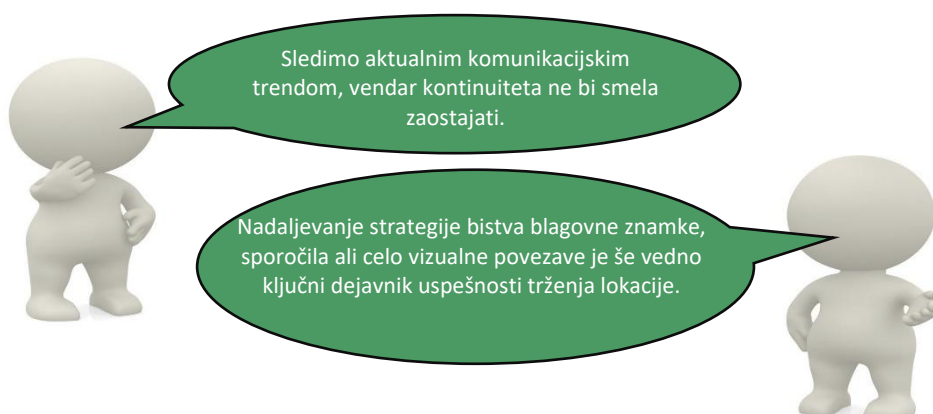 Sledimo aktualnim komunikacijskim
trendom, vendar kontinuiteta ne bi smela
zaostajati.
Nadaljevanje strategije bistva blagovne znamke,
sporočila ali celo vizualne povezave je še vedno
ključni dejavnik uspešnosti trženja lokacije.